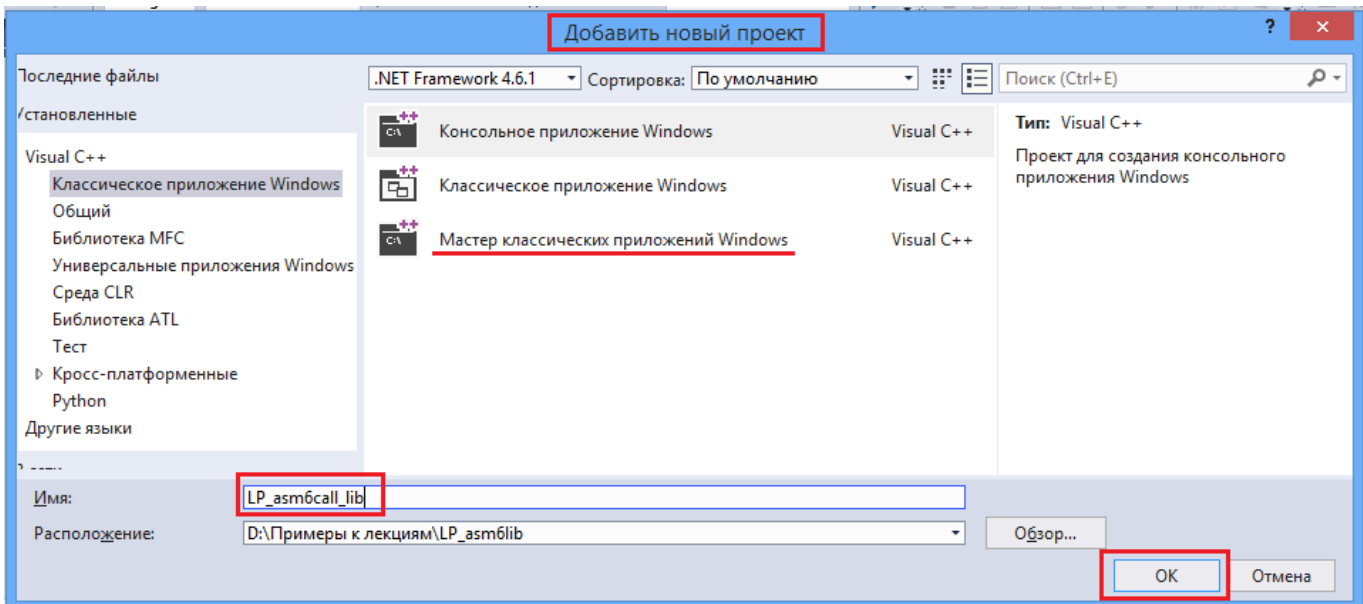 Добавить новый проект
?
Последние файлы
.NET Framework 4.6.1
Сортировка: По умолчанию
Поиск (Ctrl+E)
Установленные
Visual C++
Классическое приложение Windows
Общий
Библиотека MFC
Универсальные приложения Windows
Среда CLR
Библиотека ATL
Тест
Кросс-платформенные
Python
Другие языки
Консольное приложение Windows Visual C++
Классическое приложение Windows Visual C++
Мастер классических приложений Windows Visual C++
Тип: Visual C++
Проект для создания консольного
приложения Windows
Имя: LP_asm6call_lib
Расположение: D:\Примеры к лекциям\LP_asm6lib
Обзор...
OK Отмена